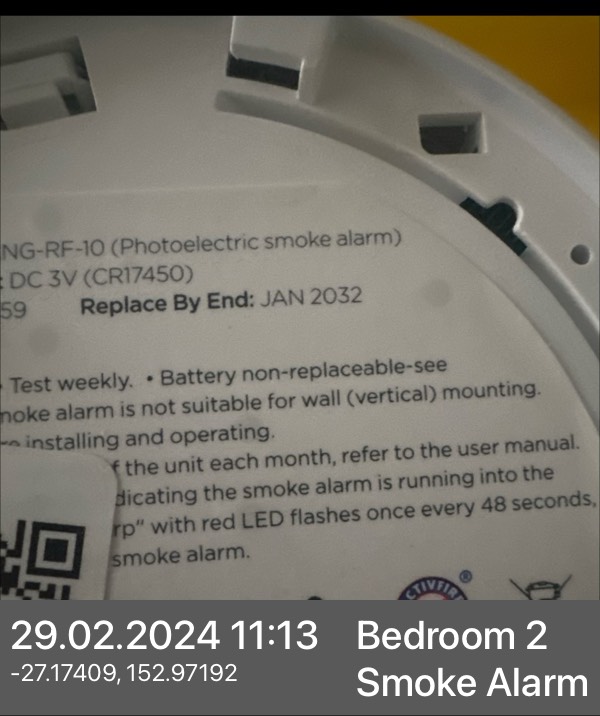 NG-RF-10 (Photoelectric smoke alarm)
: DC 3V (CR17450)
59 Replace By End: JAN 2032
• Test weekly. • Battery non-replaceable-see
moke alarm is not suitable for wall (vertical) mounting.
installing and operating.
f the unit each month, refer to the user manual.
dicating the smoke alarm is running into the
rp" with red LED flashes once every 48 seconds,
smoke alarm.
CTIVFIRE ®
29.02.2024 11:13
-27.17409, 152.97192
Bedroom 2
Smoke Alarm